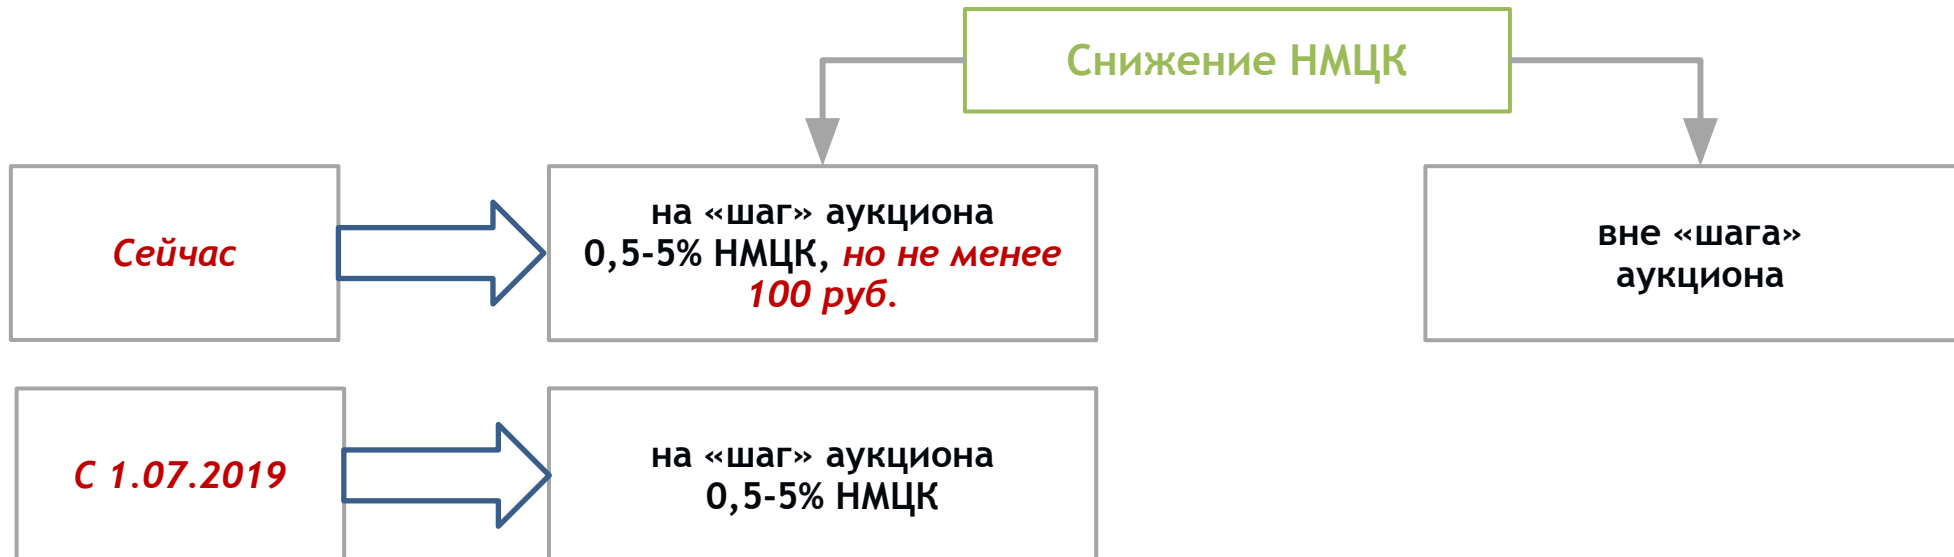 Снижение НМЦК
Сейчас
на «шаг» аукциона
0,5-5% НМЦК, но не менее
100 руб.
вне «шага»
аукциона
С 1.07.2019
на «шаг» аукциона
0,5-5% НМЦК